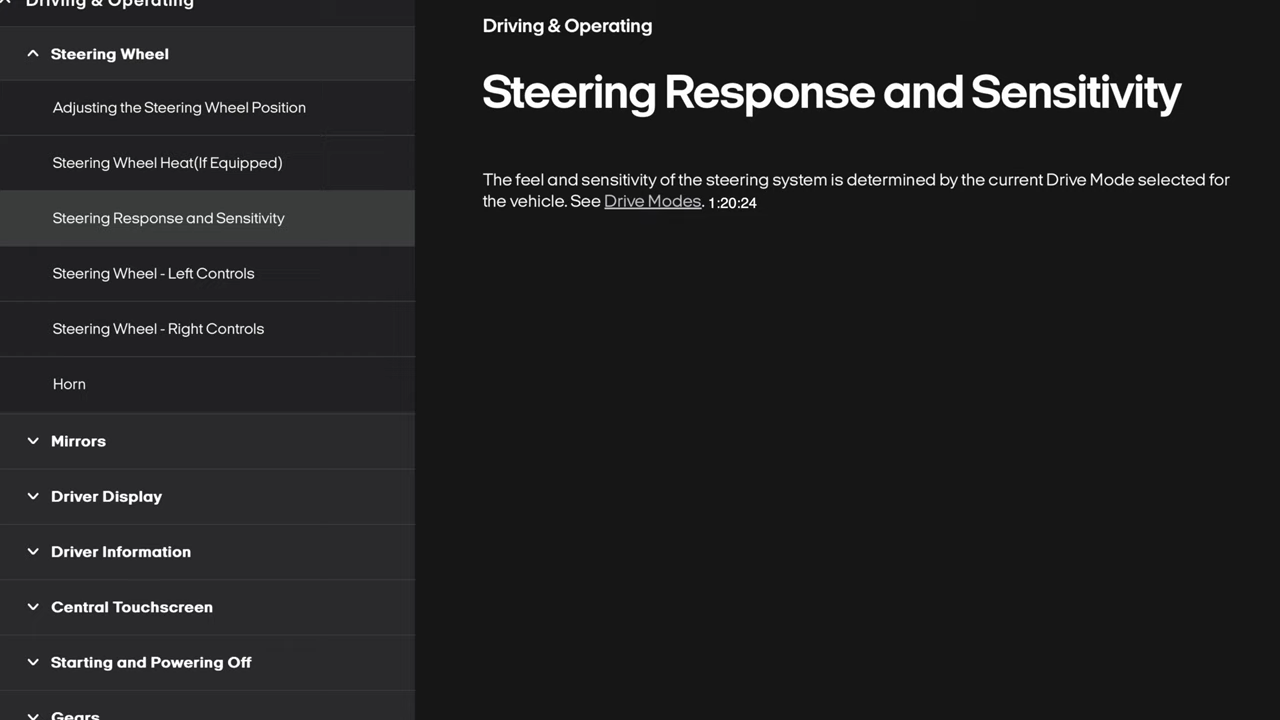 Driving & Operating
Steering Wheel
Adjusting the Steering Wheel Position
Steering Wheel Heat(If Equipped)
Steering Response and Sensitivity
Steering Wheel - Left Controls
Steering Wheel - Right Controls
Horn
Mirrors
Driver Display
Driver Information
Central Touchscreen
Starting and Powering Off
Gears
Driving & Operating
Steering Response and Sensitivity
The feel and sensitivity of the steering system is determined by the current Drive Mode selected for
the vehicle. See Drive Modes. 1:20:24